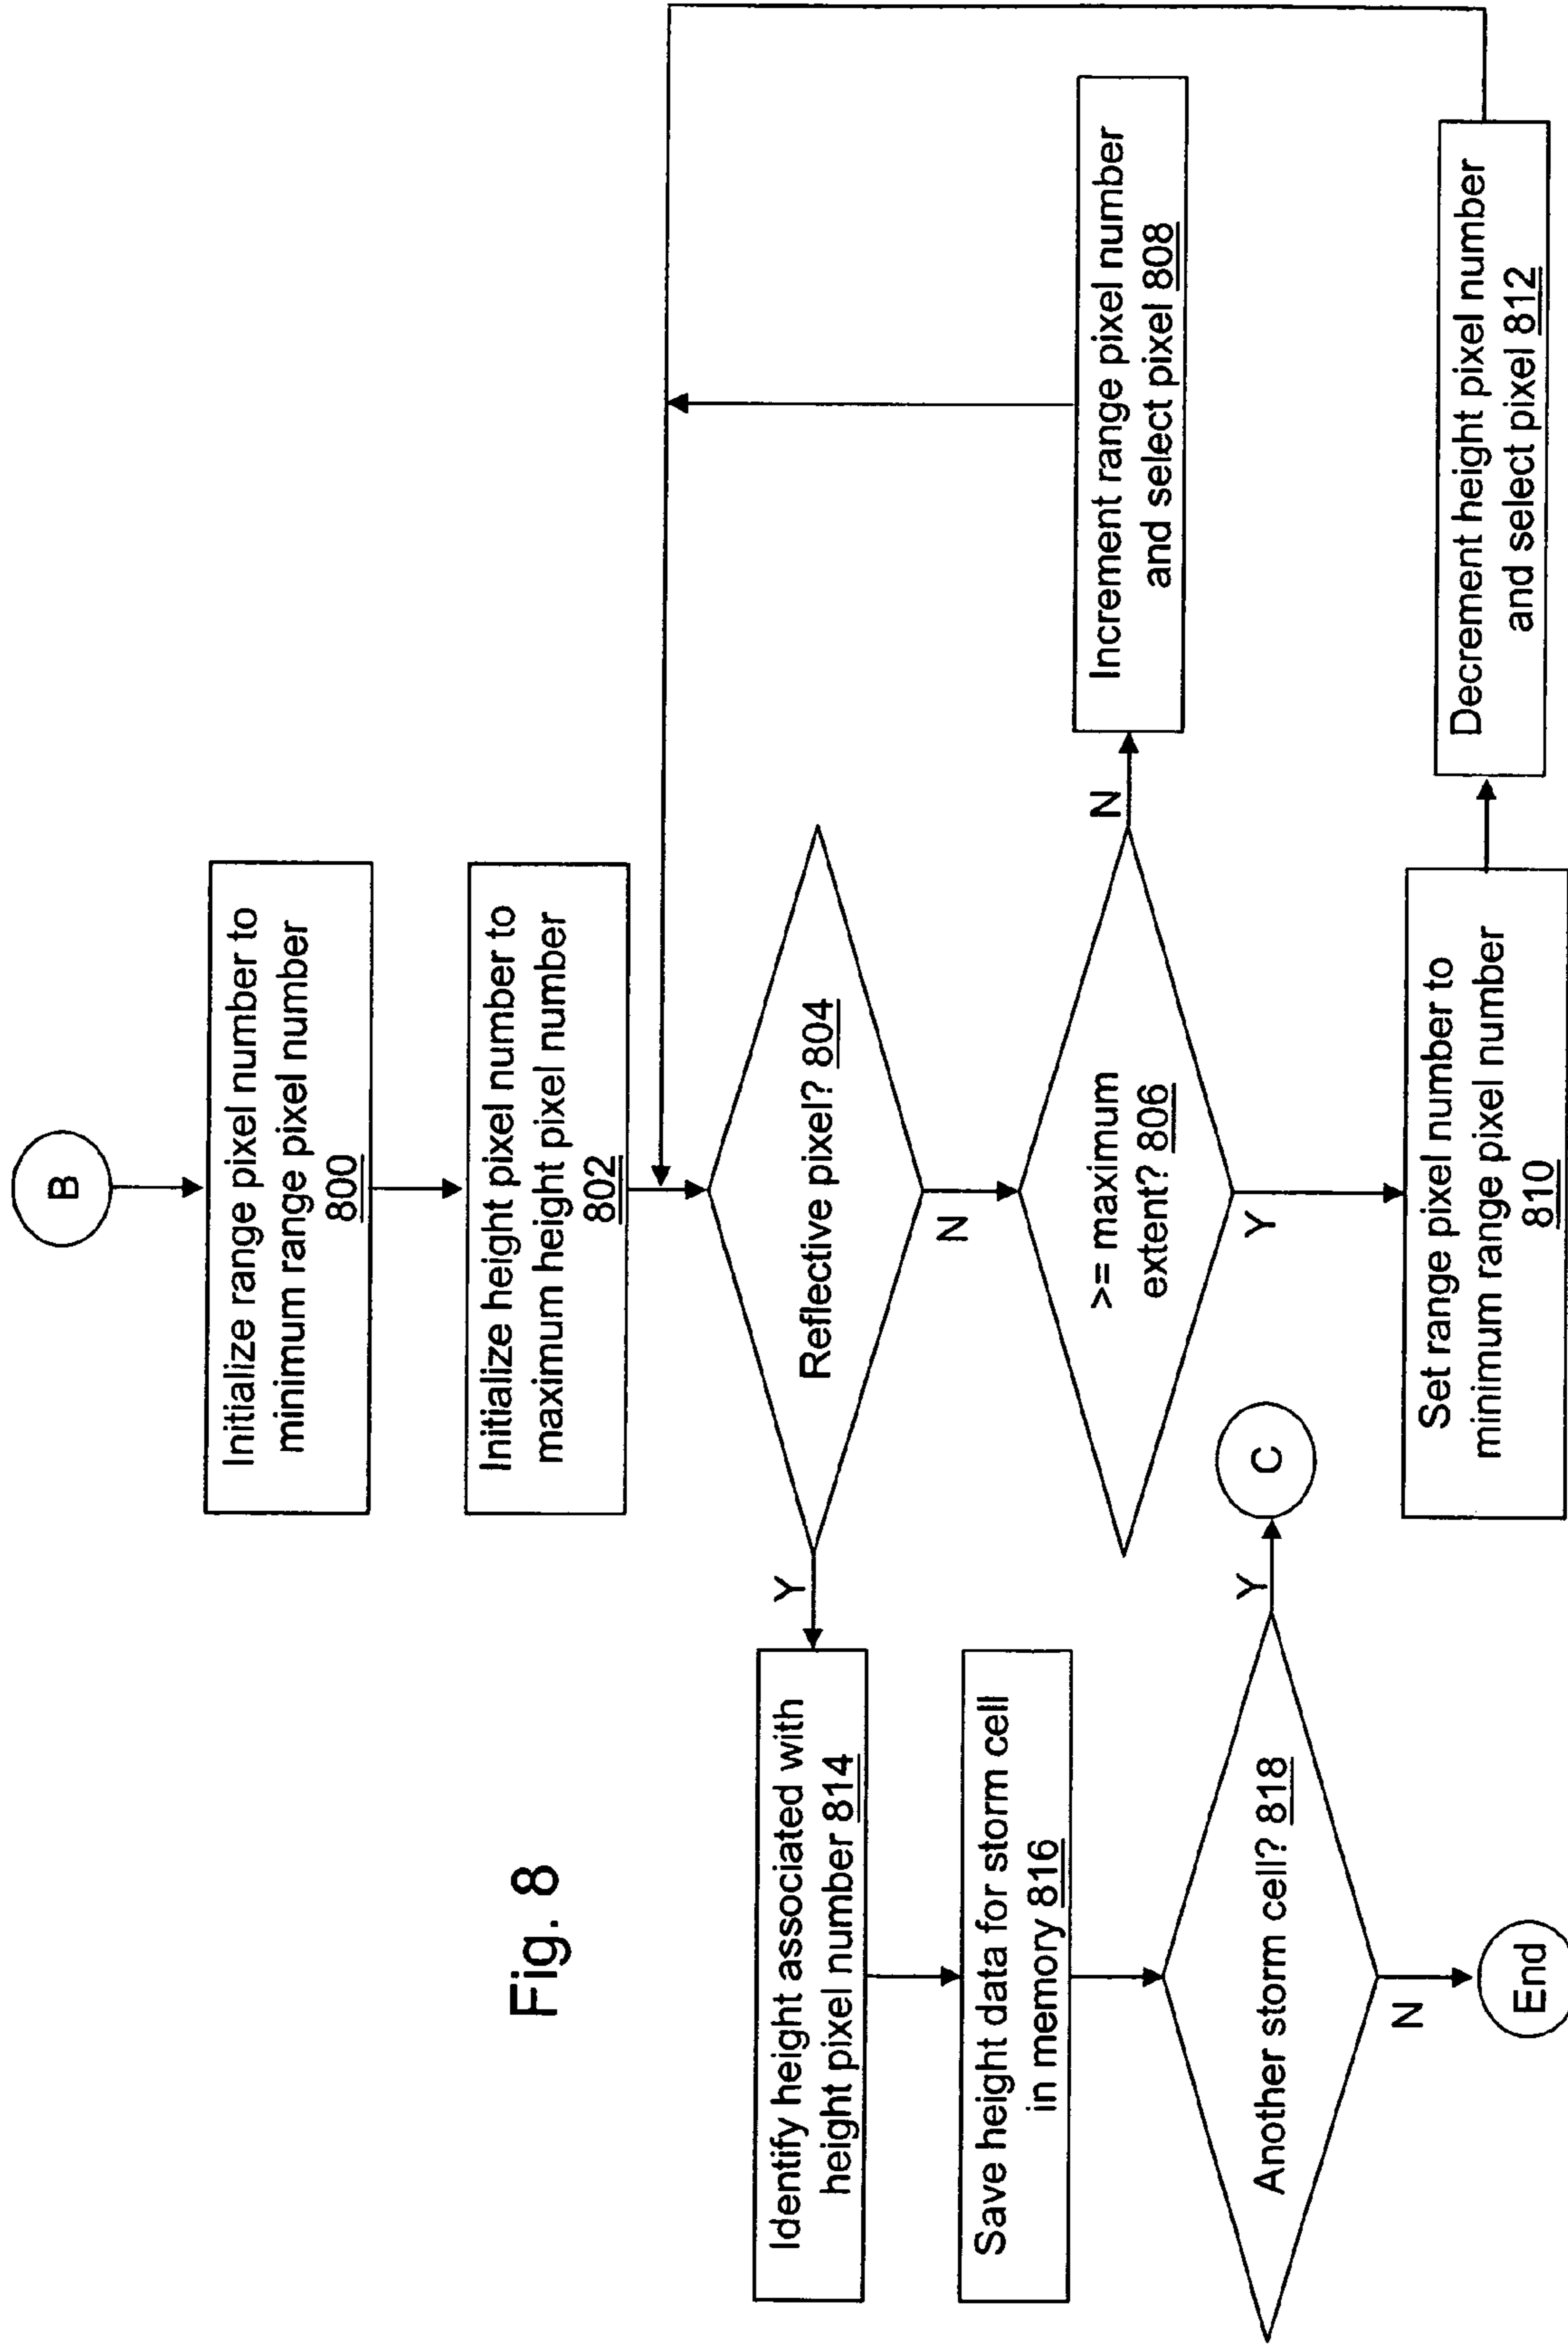 Fig. 8
B
Initialize range pixel number to
minimum range pixel number
800
Initialize height pixel number to
maximum height pixel number
802
Reflective pixel? 804
Y
N
>= maximum
extent? 806
N
Y
Increment range pixel number
and select pixel 808
Set range pixel number to
minimum range pixel number
810
Decrement height pixel number
and select pixel 812
Identify height associated with
height pixel number 814
Save height data for storm cell
in memory 816
Another storm cell? 818
Y
C
N
End